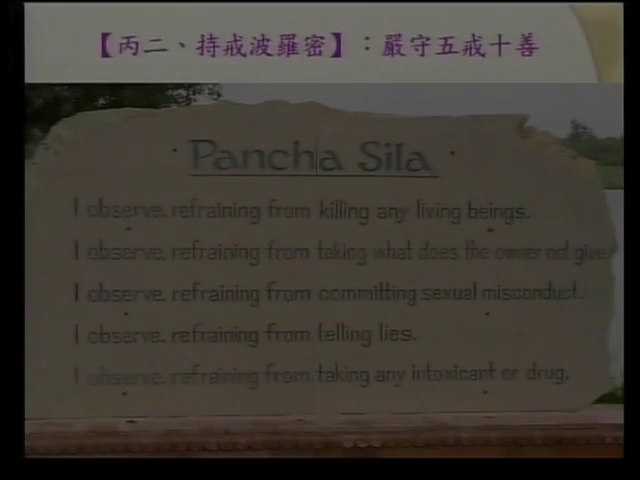 【丙二、持戒波羅密】：嚴守五戒十善
Pancha Sila
I observe, refraining from killing any living beings.
I observe, refraining from taking what does the owner not give.
I observe, refraining from committing sexual misconduct.
I observe, refraining from telling lies.
I observe, refraining from taking any intoxicant or drug.